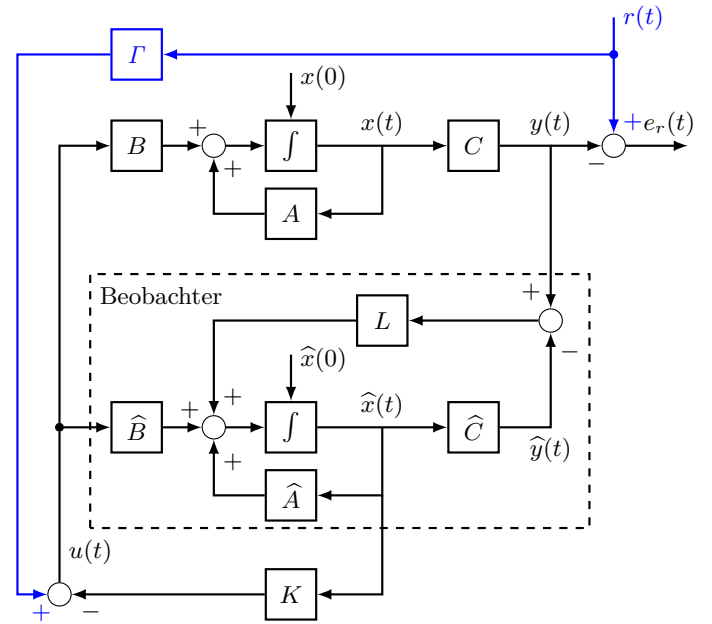 r(t)
Γ
x(0)
+ x(t) y(t) + e_r(t)
B ∫ C
+ −
A
Beobachter +
L
x̂(0) −
+ + x̂(t)
B̂ ∫ Ĉ
+ ŷ(t)
Â
u(t)
K
+ −